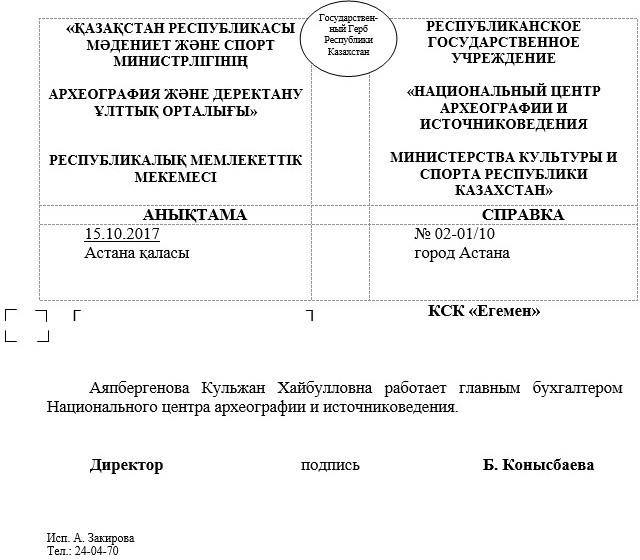 «ҚАЗАҚСТАН РЕСПУБЛИКАСЫ
МӘДЕНИЕТ ЖӘНЕ СПОРТ
МИНИСТРЛІГІНІҢ
АРХЕОГРАФИЯ ЖӘНЕ ДЕРЕКТАНУ
ҰЛТТЫҚ ОРТАЛЫҒЫ»
РЕСПУБЛИКАЛЫҚ МЕМЛЕКЕТТІК
МЕКЕМЕСІ
Государствен-
ный Герб
Республики
Казахстан
РЕСПУБЛИКАНСКОЕ
ГОСУДАРСТВЕННОЕ
УЧРЕЖДЕНИЕ
«НАЦИОНАЛЬНЫЙ ЦЕНТР
АРХЕОГРАФИИ И
ИСТОЧНИКОВЕДЕНИЯ
МИНИСТЕРСТВА КУЛЬТУРЫ И
СПОРТА РЕСПУБЛИКИ
КАЗАХСТАН»
АНЫҚТАМА
СПРАВКА
15.10.2017
Астана қаласы
№ 02-01/10
город Астана
КСК «Егемен»
Аяпбергенова Кульжан Хайбулловна работает главным бухгалтером
Национального центра археографии и источниковедения.
Директор подпись Б. Конысбаева
Исп. А. Закирова
Тел.: 24-04-70